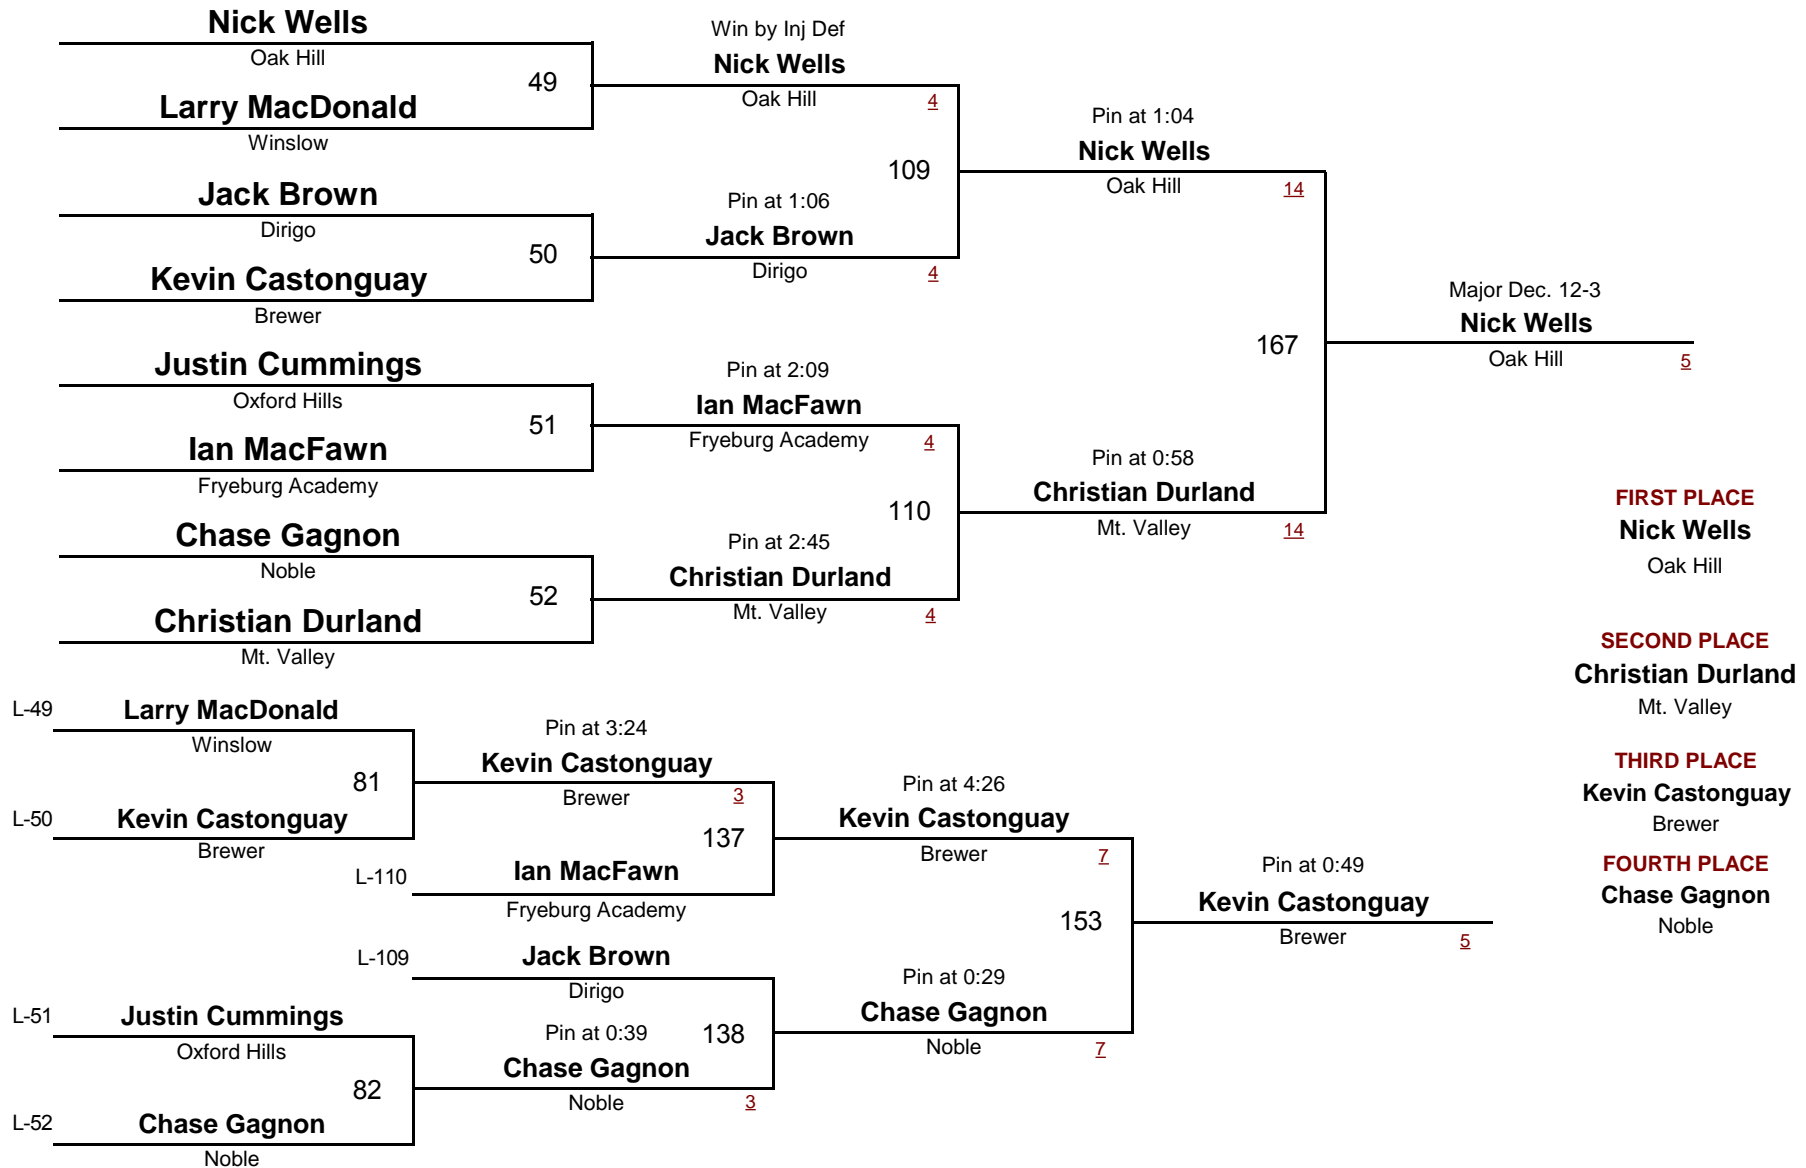 Nick Wells
Oak Hill
49
Larry MacDonald
Winslow
Jack Brown
Dirigo
50
Kevin Castonguay
Brewer
Justin Cummings
Oxford Hills
51
Ian MacFawn
Fryeburg Academy
Chase Gagnon
Noble
52
Christian Durland
Mt. Valley
Win by Inj Def
Nick Wells
Oak Hill 4
109
Pin at 1:06
Jack Brown
Dirigo 4
Pin at 2:09
Ian MacFawn
Fryeburg Academy 4
110
Pin at 2:45
Christian Durland
Mt. Valley 4
Pin at 1:04
Nick Wells
Oak Hill 14
167
Pin at 0:58
Christian Durland
Mt. Valley 14
Major Dec. 12-3
Nick Wells
Oak Hill 5
FIRST PLACE
Nick Wells
Oak Hill
SECOND PLACE
Christian Durland
Mt. Valley
THIRD PLACE
Kevin Castonguay
Brewer
FOURTH PLACE
Chase Gagnon
Noble
L-49 Larry MacDonald
Winslow
81
L-50 Kevin Castonguay
Brewer
Pin at 3:24
Kevin Castonguay
Brewer 3
137
L-110 Ian MacFawn
Fryeburg Academy
L-109 Jack Brown
Dirigo
138
Pin at 0:39
Chase Gagnon
Noble 3
L-51 Justin Cummings
Oxford Hills
82
L-52 Chase Gagnon
Noble
Pin at 4:26
Kevin Castonguay
Brewer 7
153
Pin at 0:29
Chase Gagnon
Noble 7
Pin at 0:49
Kevin Castonguay
Brewer 5